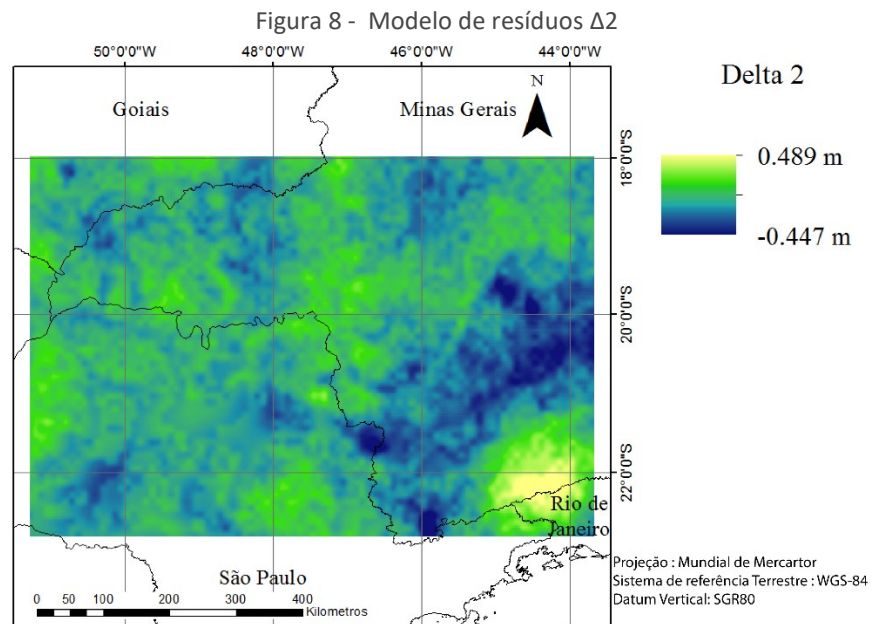 Figura 8 - Modelo de resíduos Δ2
50°0'0"W 48°0'0"W 46°0'0"W 44°0'0"W
Delta 2
N
Goiais Minas Gerais
0.489 m
-0.447 m
18°0'0"S
20°0'0"S
22°0'0"S
Rio de
Janeiro
São Paulo
0 50 100 200 300 400
Kilometros
Projeção : Mundial de Mercartor
Sistema de referência Terrestre : WGS-84
Datum Vertical: SGR80